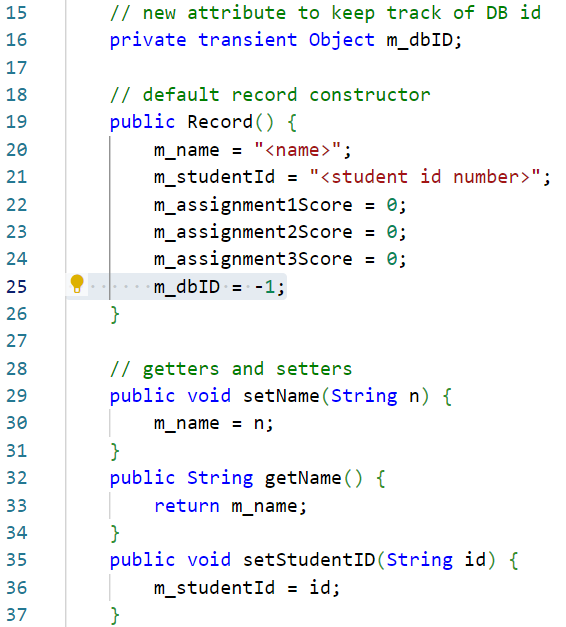 15 // new attribute to keep track of DB id
16 private transient Object m_dbID;
17
18 // default record constructor
19 public Record() {
20 m_name = "<name>";
21 m_studentId = "<student id number>";
22 m_assignment1Score = 0;
23 m_assignment2Score = 0;
24 m_assignment3Score = 0;
25 m_dbID = -1;
26 }
27
28 // getters and setters
29 public void setName(String n) {
30 m_name = n;
31 }
32 public String getName() {
33 return m_name;
34 }
35 public void setStudentID(String id) {
36 m_studentId = id;
37 }